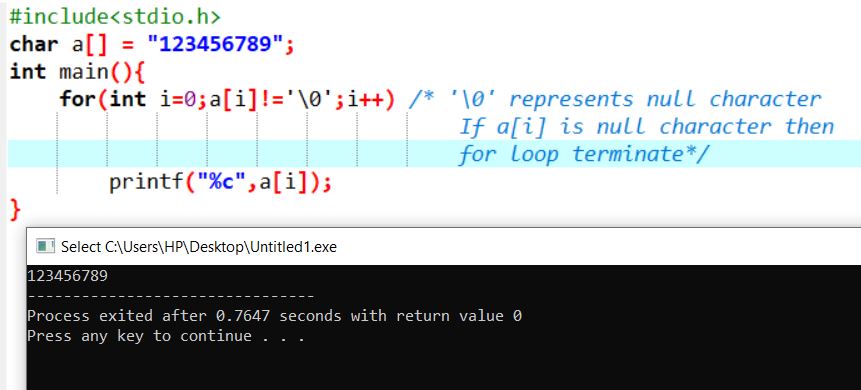 #include<stdio.h>
char a[] = "123456789";
int main(){
for(int i=0;a[i]!='\0';i++) /* '\0' represents null character
If a[i] is null character then
for loop terminate*/
printf("%c",a[i]);
}
Select C:\Users\HP\Desktop\Untitled1.exe
123456789
--------------------------------
Process exited after 0.7647 seconds with return value 0
Press any key to continue . . .